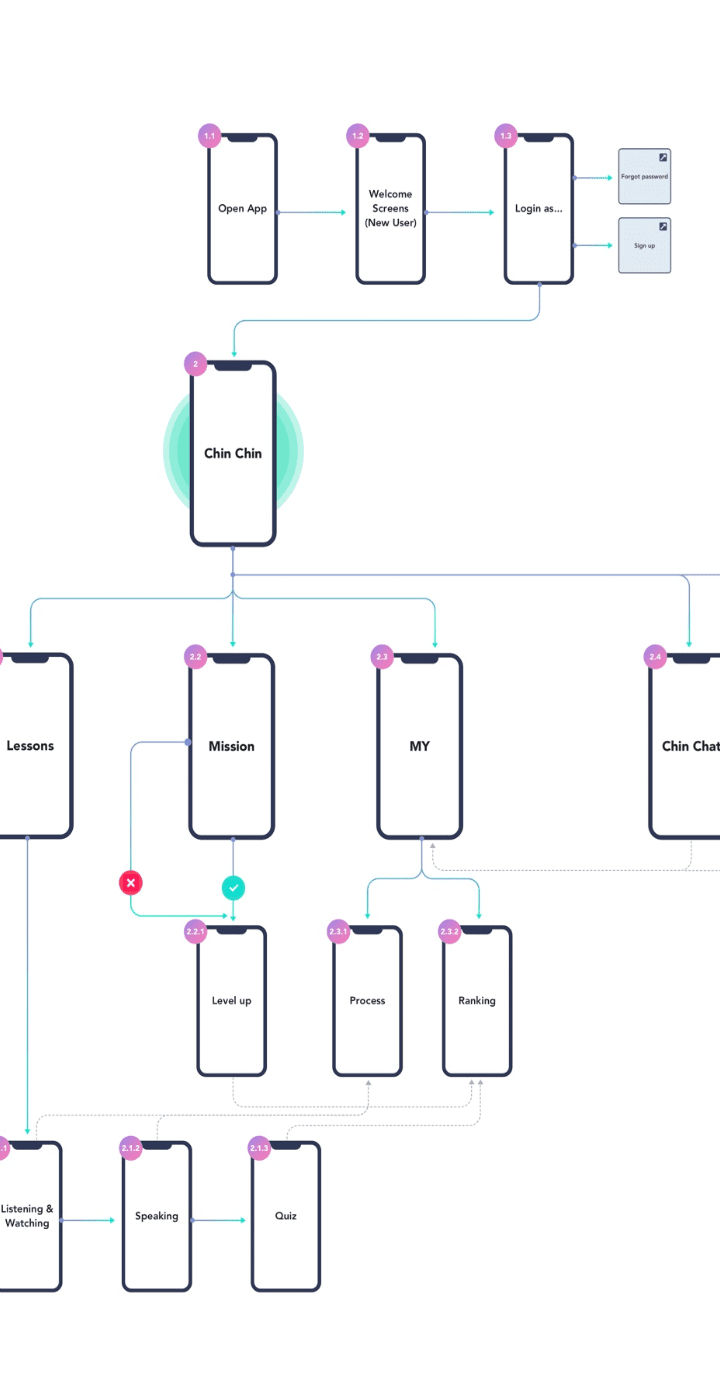 1.1
1.2
1.3
Open App
Welcome
Screens
(New User)
Login as...
Forgot password
Sign up
2
Chin Chin
2.2
2.3
2.4
Lessons
Mission
MY
Chin Chat
2.2.1
2.3.1
2.3.2
Level up
Process
Ranking
.1
2.1.2
2.1.3
Listening &
Watching
Speaking
Quiz